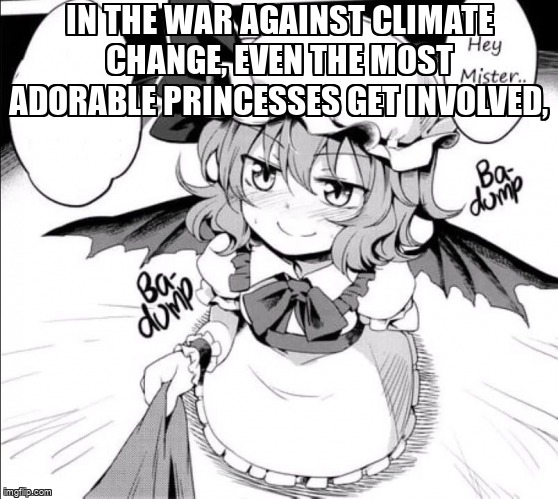 IN THE WAR AGAINST CLIMATE
CHANGE, EVEN THE MOST
ADORABLE PRINCESSES GET INVOLVED,
Hey
Mister..
Ba-
dump
Ba-
dump
imgflip.com